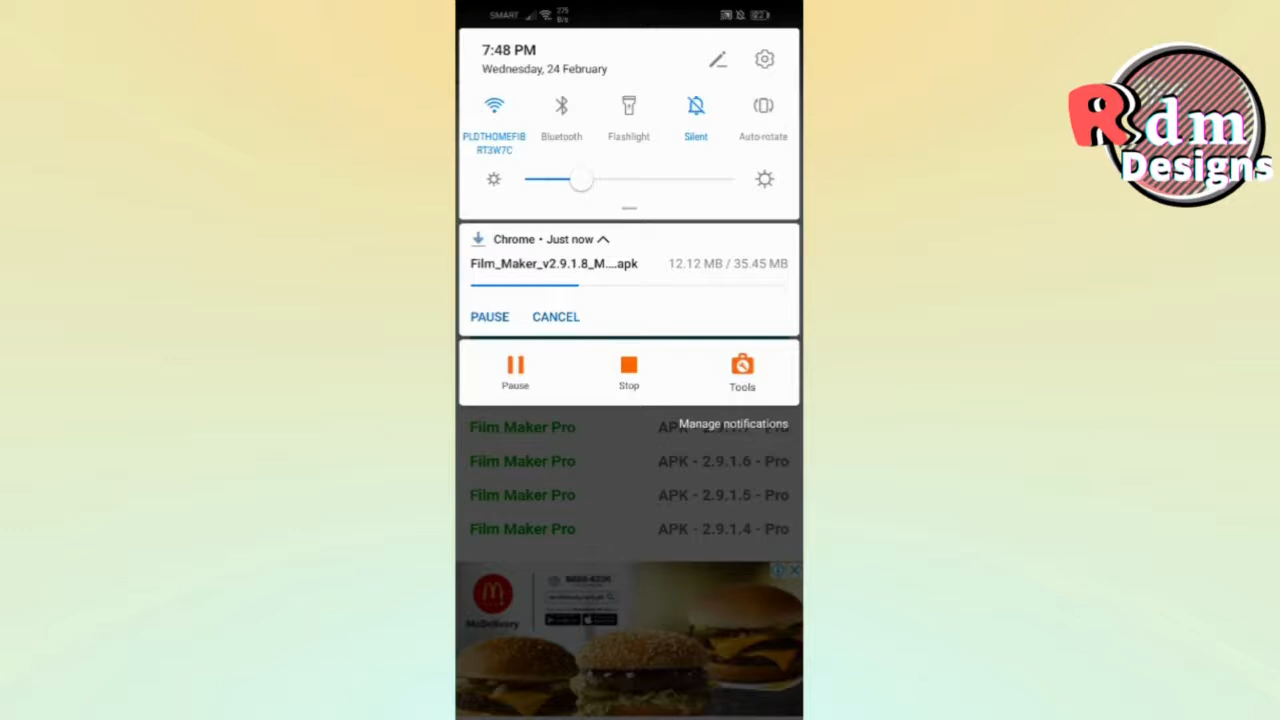 SMART 275 B/s
7:48 PM
Wednesday, 24 February
PLDTHOMEFIB
RT3W7C
Bluetooth
Flashlight
Silent
Auto-rotate
Chrome • Just now
Film_Maker_v2.9.1.8_M....apk 12.12 MB / 35.45 MB
PAUSE CANCEL
Pause Stop Tools
Manage notifications
Film Maker Pro
Film Maker Pro APK - 2.9.1.6 - Pro
Film Maker Pro APK - 2.9.1.5 - Pro
Film Maker Pro APK - 2.9.1.4 - Pro
McDelivery
Rdm
Designs